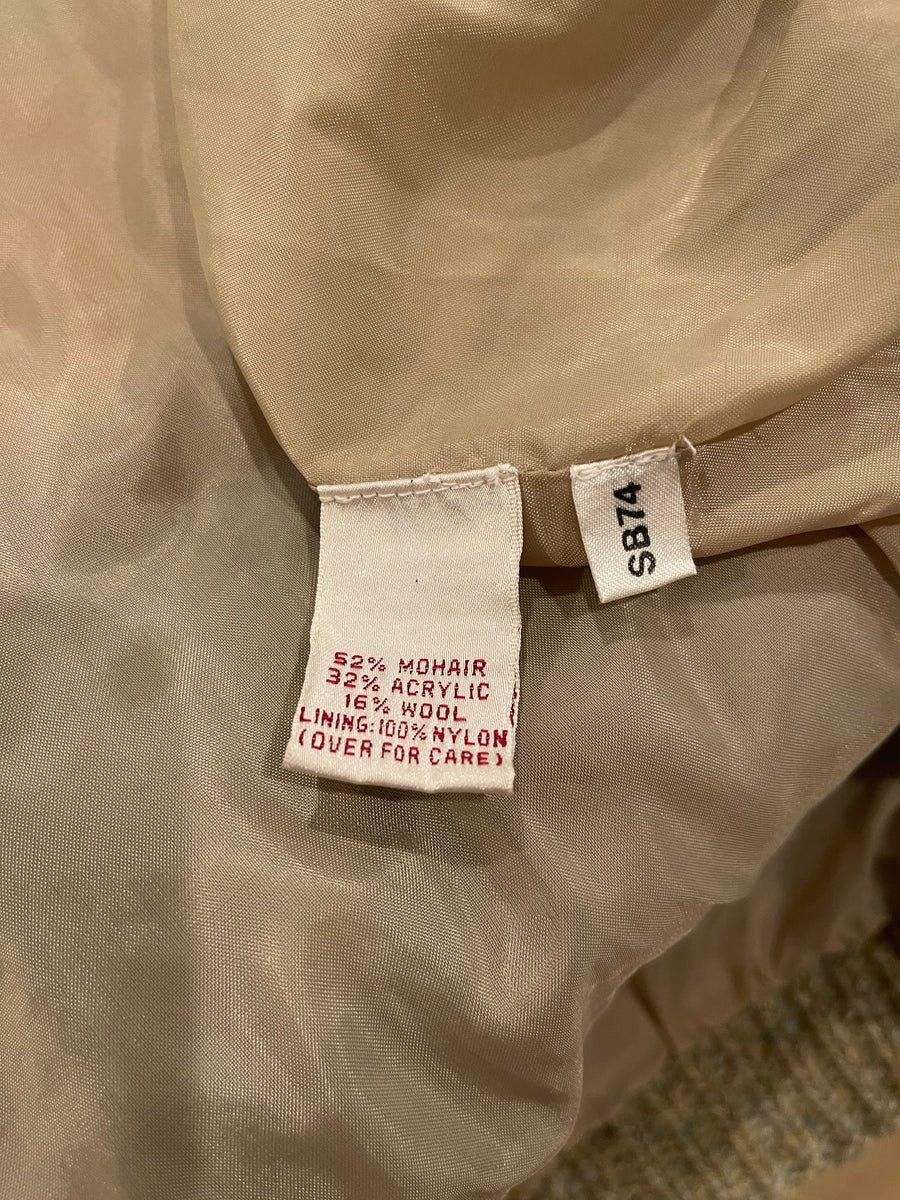 52% MOHAIR
32% ACRYLIC
16% WOOL
LINING:100% NYLON
(OVER FOR CARE)
SB74